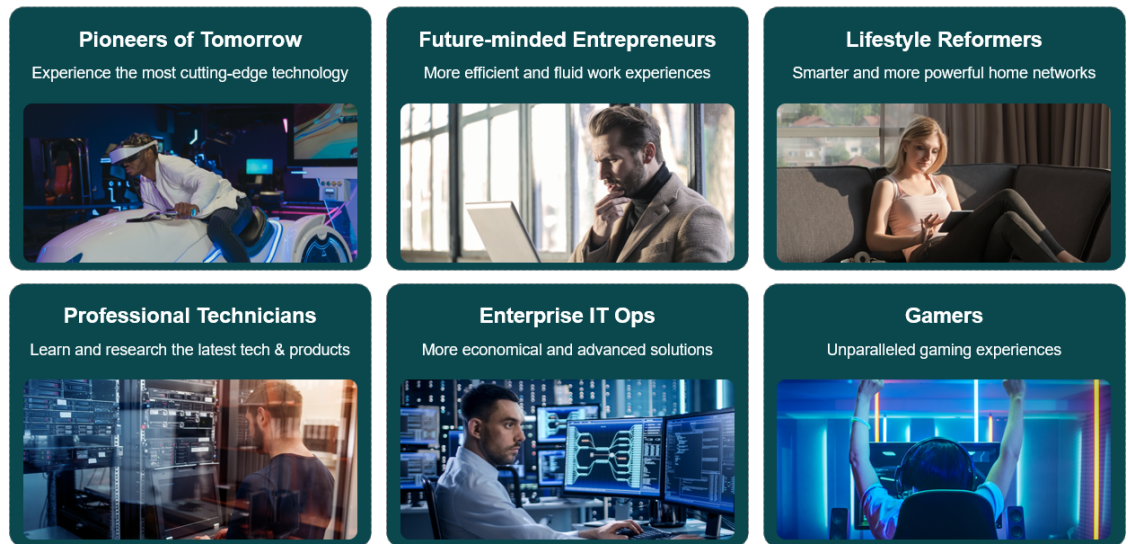 Pioneers of Tomorrow
Experience the most cutting-edge technology
Future-minded Entrepreneurs
More efficient and fluid work experiences
Lifestyle Reformers
Smarter and more powerful home networks
Professional Technicians
Learn and research the latest tech & products
Enterprise IT Ops
More economical and advanced solutions
Gamers
Unparalleled gaming experiences